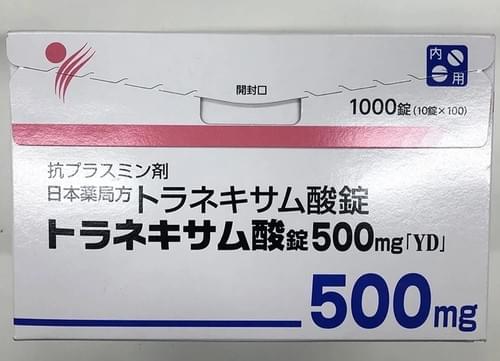 開封口
内用
1000錠(10錠×100)
抗プラスミン剤
日本薬局方 トラネキサム酸錠
トラネキサム酸錠500mg「YD」
500mg